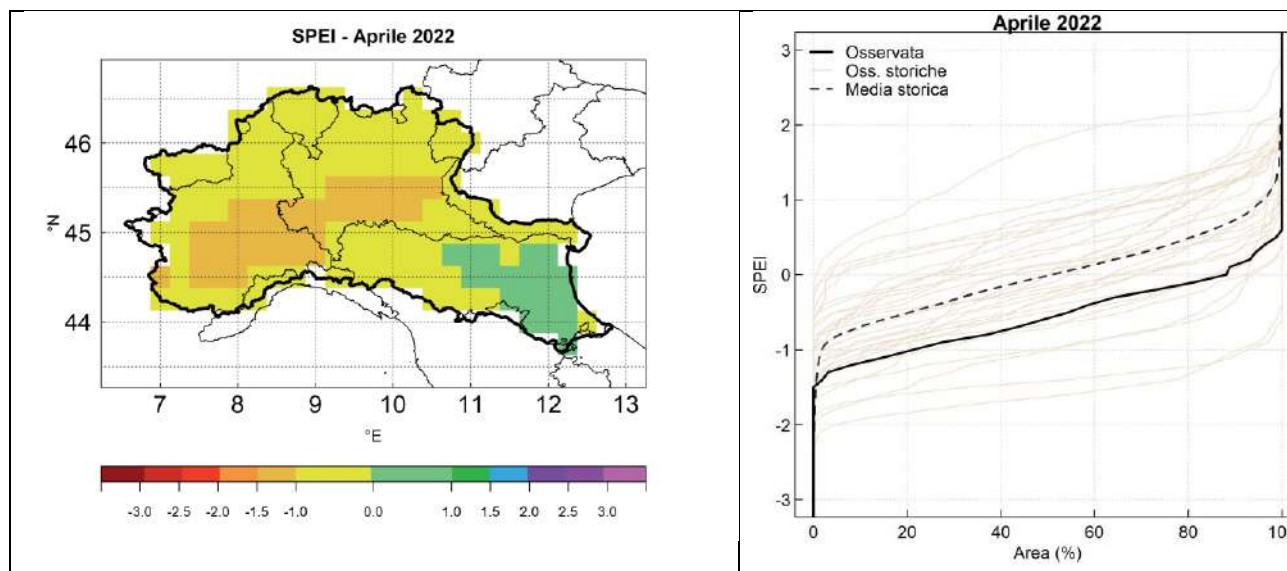 SPEI - Aprile 2022
46
45
44
°N
7 8 9 10 11 12 13
°E
-3.0 -2.5 -2.0 -1.5 -1.0 0.0 1.0 1.5 2.0 2.5 3.0
Aprile 2022
Osservata
Oss. storiche
Media storica
3
2
1
0
-1
-2
-3
SPEI
0 20 40 60 80 100
Area (%)